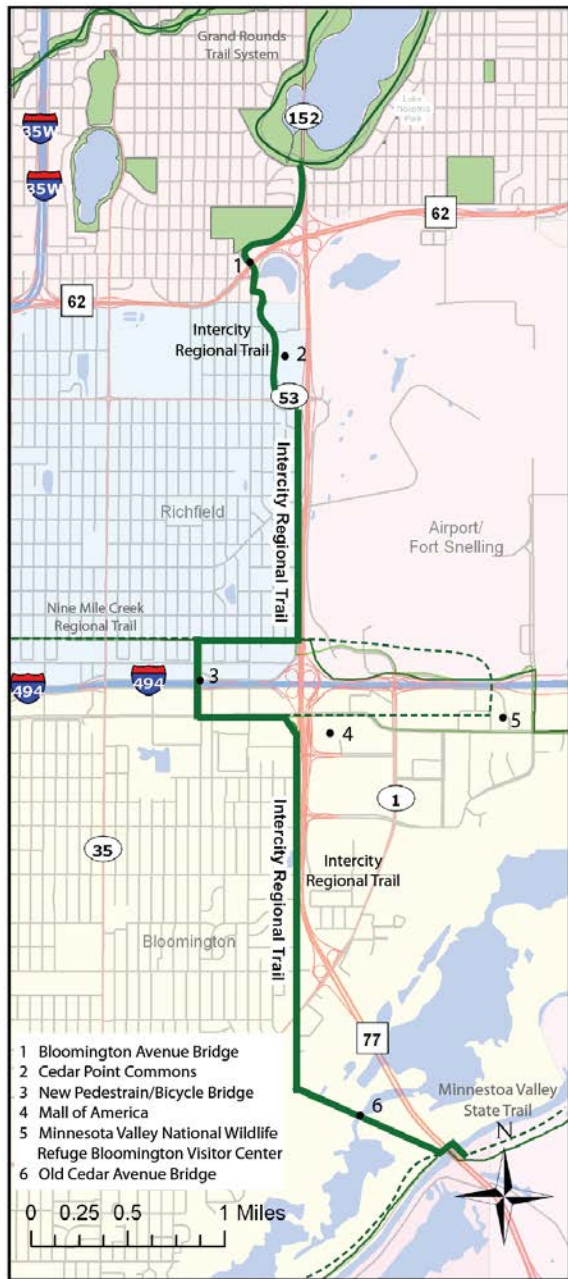 Grand Rounds
Trail System
35W
152
Lake
Nokomis
Park
35W
62
1
62
Intercity
Regional Trail
2
53
Intercity Regional Trail
Richfield
Airport/
Fort Snelling
Nine Mile Creek
Regional Trail
494
494
3
5
4
1
35
Intercity Regional Trail
Intercity
Regional Trail
Bloomington
77
1 Bloomington Avenue Bridge
2 Cedar Point Commons
3 New Pedestrain/Bicycle Bridge
4 Mall of America
5 Minnesota Valley National Wildlife
Refuge Bloomington Visitor Center
6 Old Cedar Avenue Bridge
6
Minnestoa Valley
State Trail
N
0 0.25 0.5 1 Miles